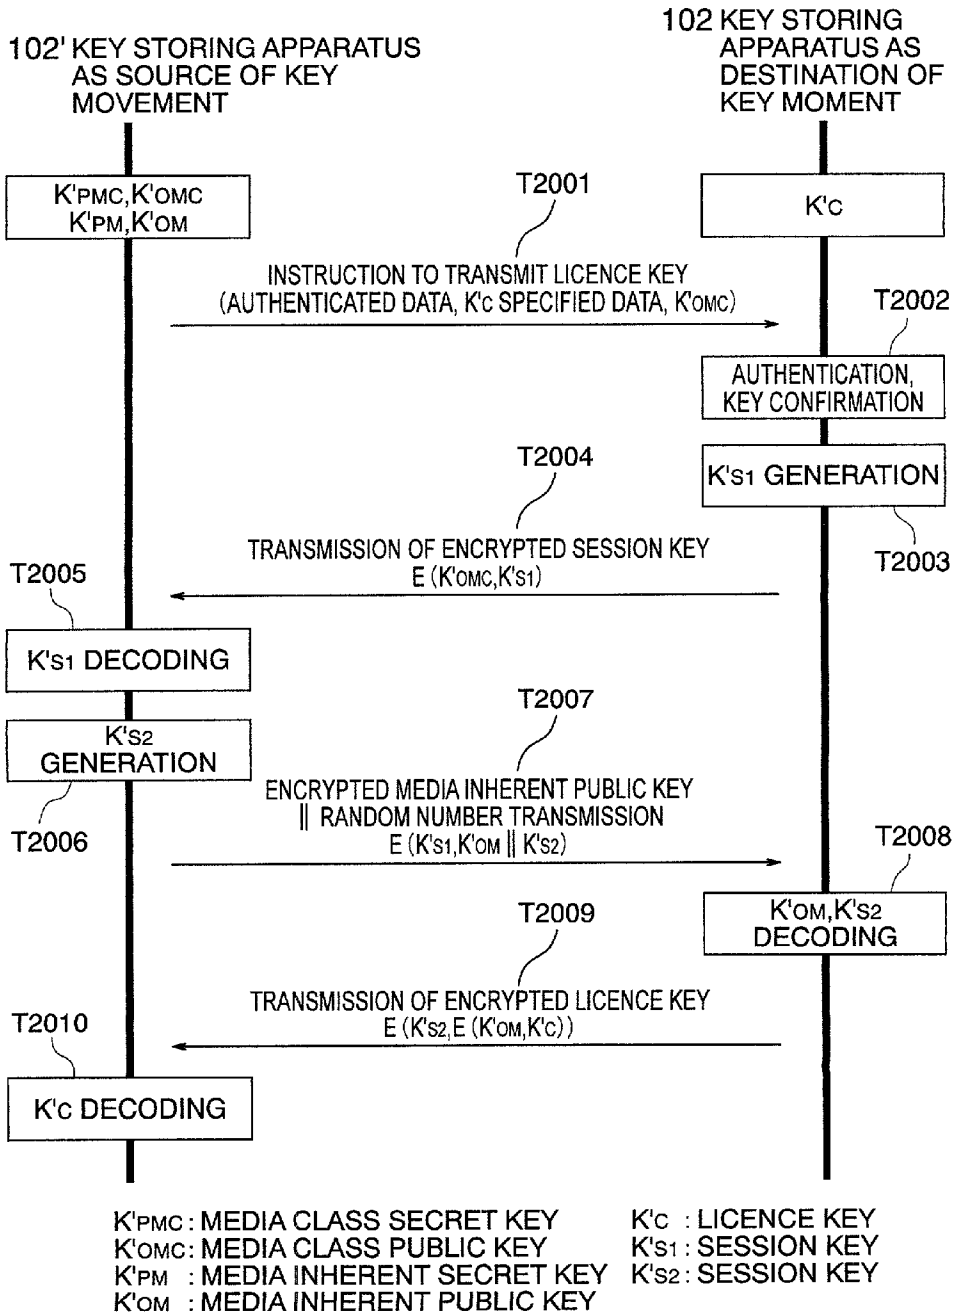 102' KEY STORING APPARATUS
AS SOURCE OF KEY
MOVEMENT
102 KEY STORING
APPARATUS AS
DESTINATION OF
KEY MOMENT
K'PMC,K'OMC
K'PM,K'OM
T2001
K'C
INSTRUCTION TO TRANSMIT LICENCE KEY
(AUTHENTICATED DATA, K'C SPECIFIED DATA, K'OMC)
T2002
AUTHENTICATION,
KEY CONFIRMATION
T2004
K'S1 GENERATION
TRANSMISSION OF ENCRYPTED SESSION KEY
E (K'OMC,K'S1)
T2003
T2005
K'S1 DECODING
T2007
K'S2
GENERATION
ENCRYPTED MEDIA INHERENT PUBLIC KEY
|| RANDOM NUMBER TRANSMISSION
E (K'S1,K'OM || K'S2)
T2006
T2008
T2009
K'OM,K'S2
DECODING
TRANSMISSION OF ENCRYPTED LICENCE KEY
E (K'S2,E (K'OM,K'C))
T2010
K'C DECODING
K'PMC : MEDIA CLASS SECRET KEY
K'OMC : MEDIA CLASS PUBLIC KEY
K'PM : MEDIA INHERENT SECRET KEY
K'OM : MEDIA INHERENT PUBLIC KEY
K'C : LICENCE KEY
K'S1 : SESSION KEY
K'S2 : SESSION KEY